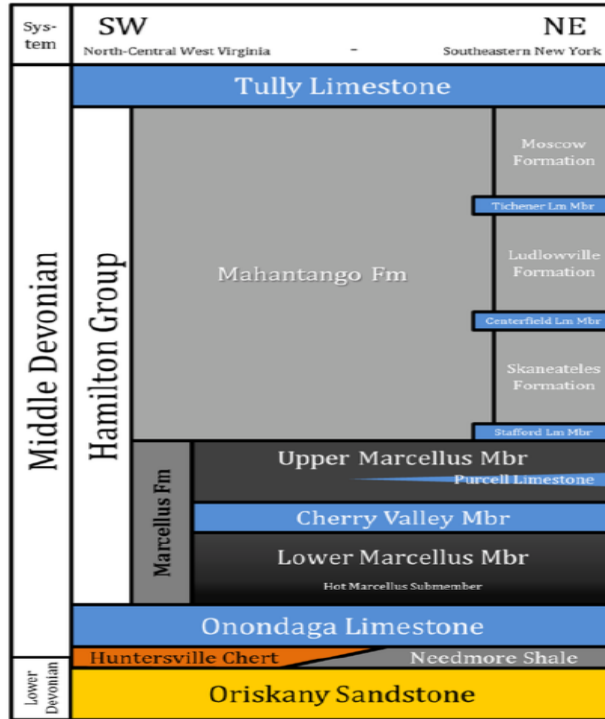 Sys-
tem
SW
NE
North-Central West Virginia
-
Southeastern New York
Middle Devonian
Lower
Devonian
Hamilton Group
Tully Limestone
Mahantango Fm
Moscow
Formation
Tichener Lm Mbr
Ludlowville
Formation
Centerfield Lm Mbr
Skaneateles
Formation
Stafford Lm Mbr
Marcellus Fm
Upper Marcellus Mbr
Purcell Limestone
Cherry Valley Mbr
Lower Marcellus Mbr
Hot Marcellus Submember
Onondaga Limestone
Huntersville Chert
Needmore Shale
Oriskany Sandstone